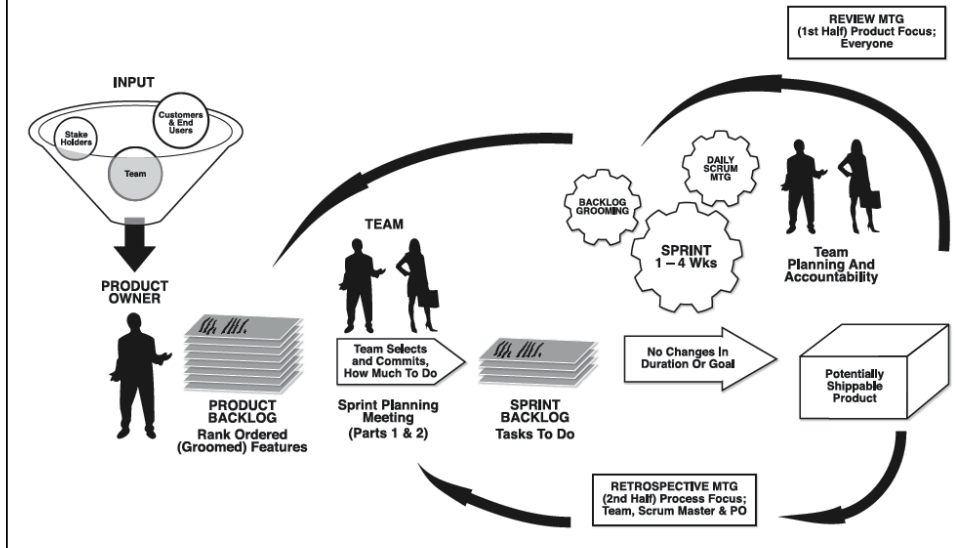 REVIEW MTG
(1st Half) Product Focus;
Everyone
INPUT
Stake
Holders
Customers
& End
Users
Team
PRODUCT
OWNER
PRODUCT
BACKLOG
Rank Ordered
(Groomed) Features
TEAM
Team Selects
and Commits,
How Much To Do
Sprint Planning
Meeting
(Parts 1 & 2)
SPRINT
BACKLOG
Tasks To Do
BACKLOG
GROOMING
DAILY
SCRUM
MTG
SPRINT
1 – 4 Wks
Team
Planning And
Accountability
No Changes In
Duration Or Goal
Potentially
Shippable
Product
RETROSPECTIVE MTG
(2nd Half) Process Focus;
Team, Scrum Master & PO